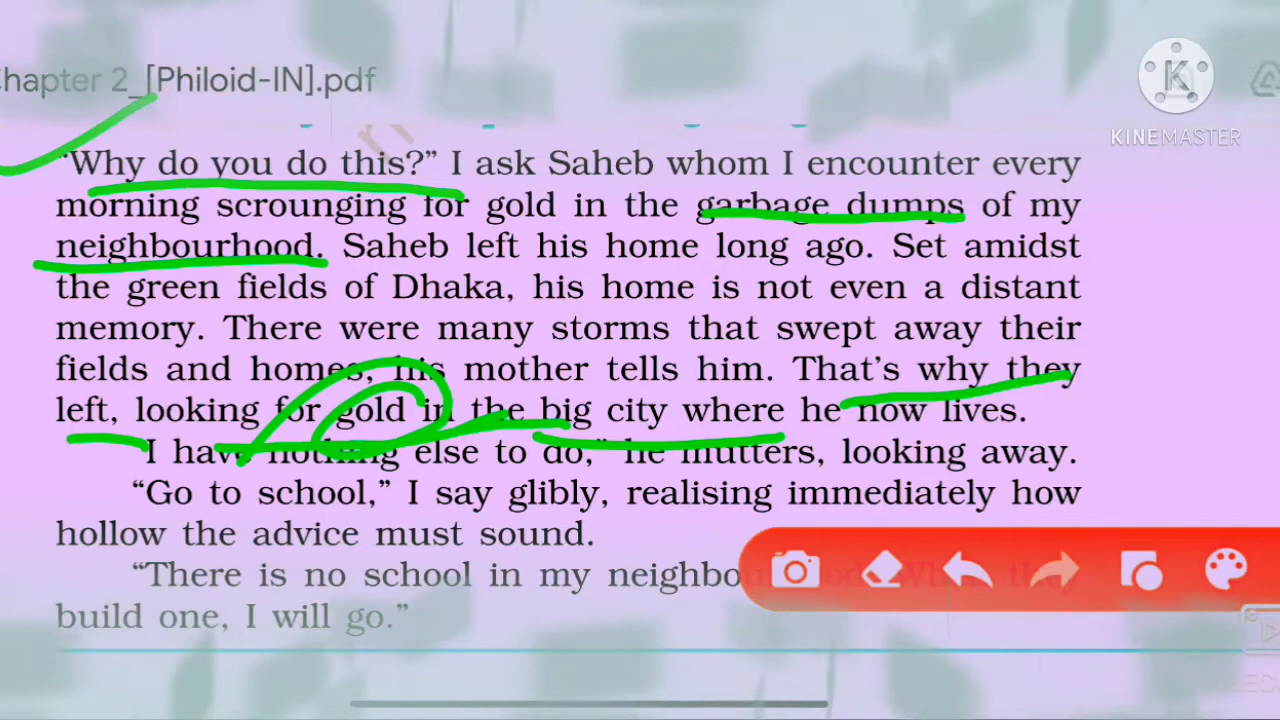 hapter 2_[Philoid-IN].pdf
KINEMASTER
"Why do you do this?" I ask Saheb whom I encounter every
morning scrounging for gold in the garbage dumps of my
neighbourhood. Saheb left his home long ago. Set amidst
the green fields of Dhaka, his home is not even a distant
memory. There were many storms that swept away their
fields and homes, his mother tells him. That's why they
left, looking for gold in the big city where he now lives.
I have nothing else to do," he mutters, looking away.
"Go to school," I say glibly, realising immediately how
hollow the advice must sound.
"There is no school in my
build one, I will go."